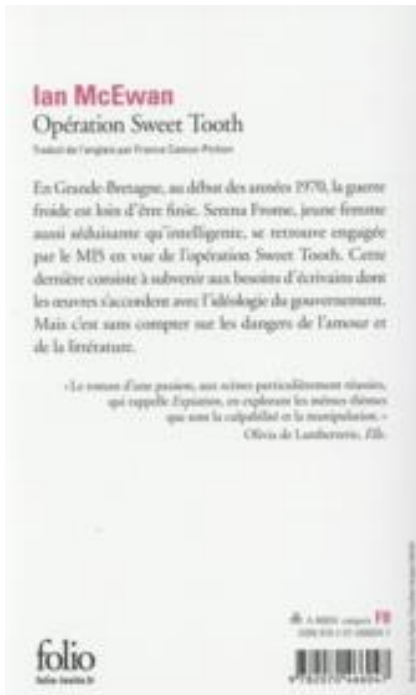 Ian McEwan
Opération Sweet Tooth
Traduit de l'anglais par France Camus-Pichon
En Grande-Bretagne, au début des années 1970, la guerre
froide est loin d'être finie. Serena Frome, jeune femme
aussi séduisante qu'intelligente, se retrouve engagée
par le MI5 en vue de l'opération Sweet Tooth. Cette
dernière consiste à subvenir aux besoins d'écrivains dont
les œuvres s'accordent avec l'idéologie du gouvernement.
Mais c'est sans compter sur les dangers de l'amour et
de la littérature.
«Le roman d'une passion, aux scènes particulièrement réussies,
qui rappelle Expiation, en explorant les mêmes thèmes
que sont la culpabilité et la manipulation.»
Olivia de Lamberterie, Elle.
catégorie F8
folio
folio-lesite.fr